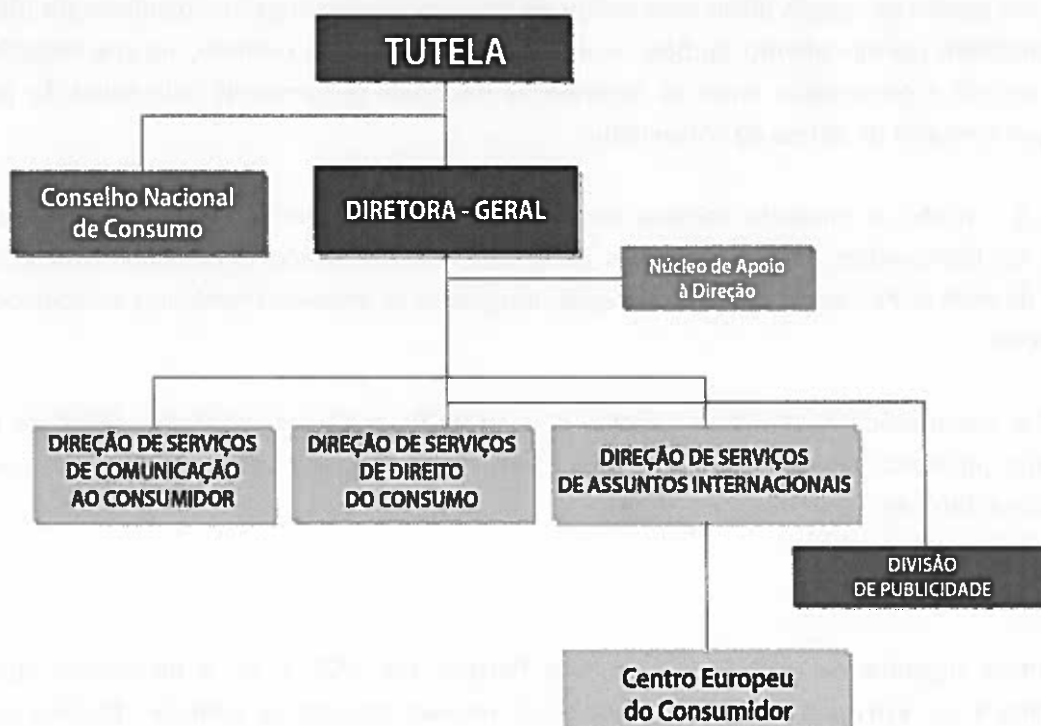 TUTELA
Conselho Nacional
de Consumo
DIRETORA - GERAL
Núcleo de Apoio
à Direção
DIREÇÃO DE SERVIÇOS
DE COMUNICAÇÃO
AO CONSUMIDOR
DIREÇÃO DE SERVIÇOS
DE DIREITO
DO CONSUMO
DIREÇÃO DE SERVIÇOS
DE ASSUNTOS INTERNACIONAIS
DIVISÃO
DE PUBLICIDADE
Centro Europeu
do Consumidor